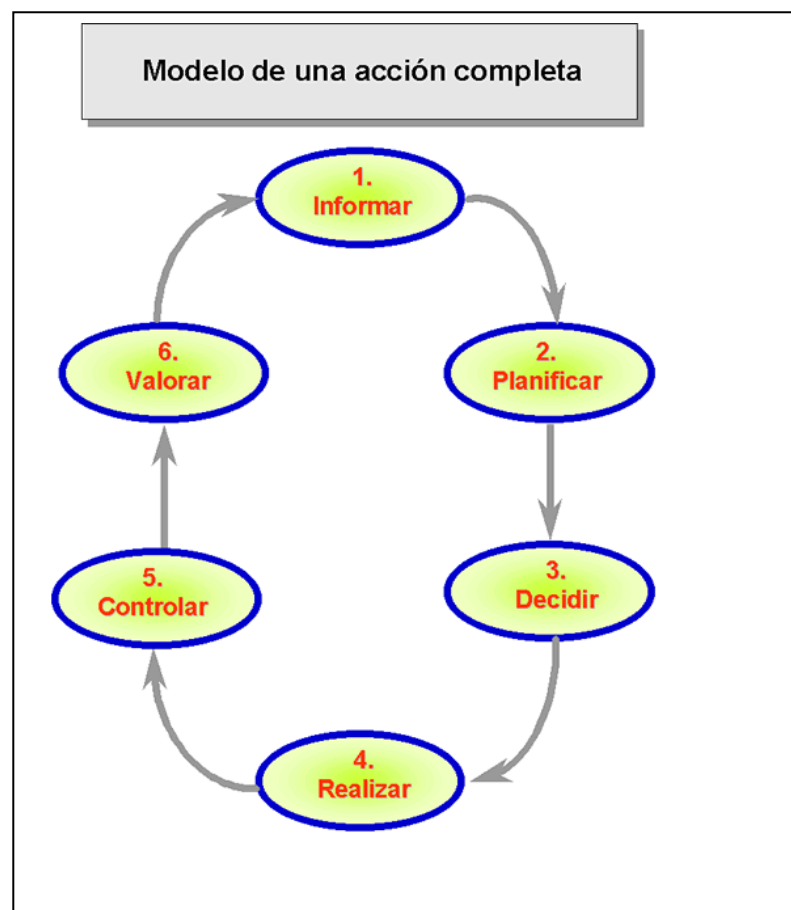 Modelo de una acción completa
1.
Informar
2.
Planificar
3.
Decidir
4.
Realizar
5.
Controlar
6.
Valorar